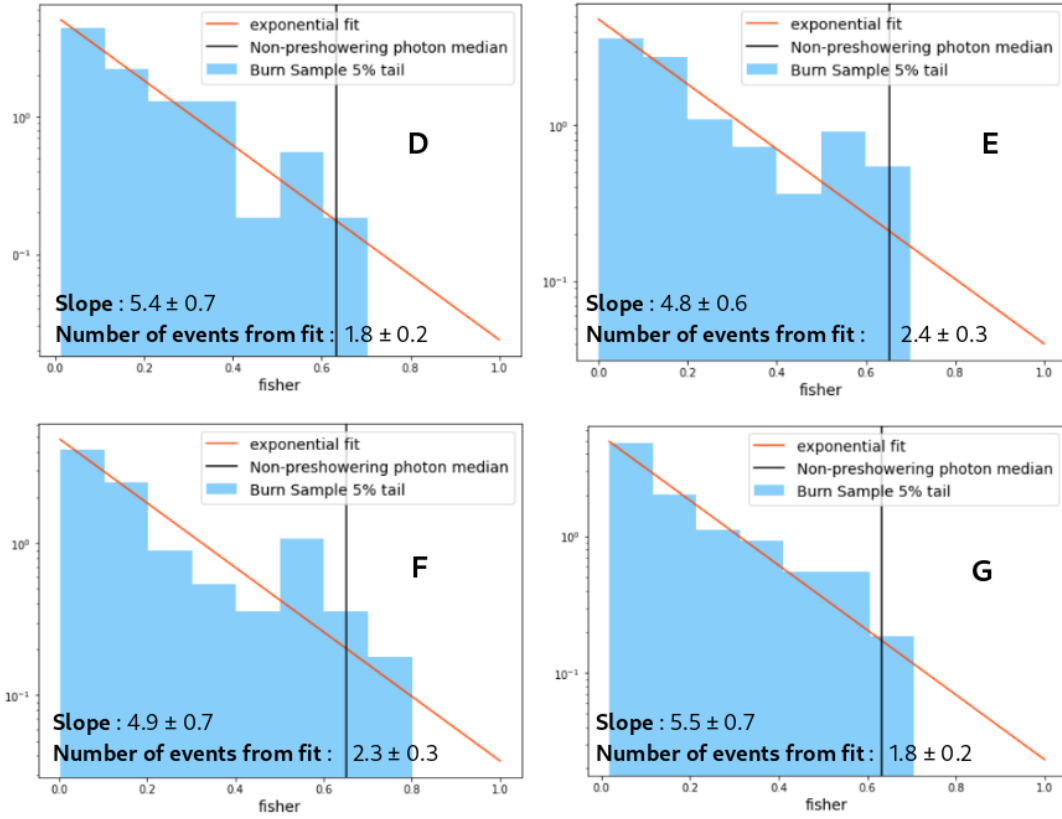 exponential fit
Non-preshowering photon median
Burn Sample 5% tail
D
10⁰
10⁻¹
Slope : 5.4 ± 0.7
Number of events from fit : 1.8 ± 0.2
0.0 0.2 0.4 0.6 0.8 1.0
fisher
exponential fit
Non-preshowering photon median
Burn Sample 5% tail
E
10⁰
10⁻¹
Slope : 4.8 ± 0.6
Number of events from fit : 2.4 ± 0.3
0.0 0.2 0.4 0.6 0.8 1.0
fisher
exponential fit
Non-preshowering photon median
Burn Sample 5% tail
F
10⁰
10⁻¹
Slope : 4.9 ± 0.7
Number of events from fit : 2.3 ± 0.3
0.0 0.2 0.4 0.6 0.8 1.0
fisher
exponential fit
Non-preshowering photon median
Burn Sample 5% tail
G
10⁰
10⁻¹
Slope : 5.5 ± 0.7
Number of events from fit : 1.8 ± 0.2
0.0 0.2 0.4 0.6 0.8 1.0
fisher